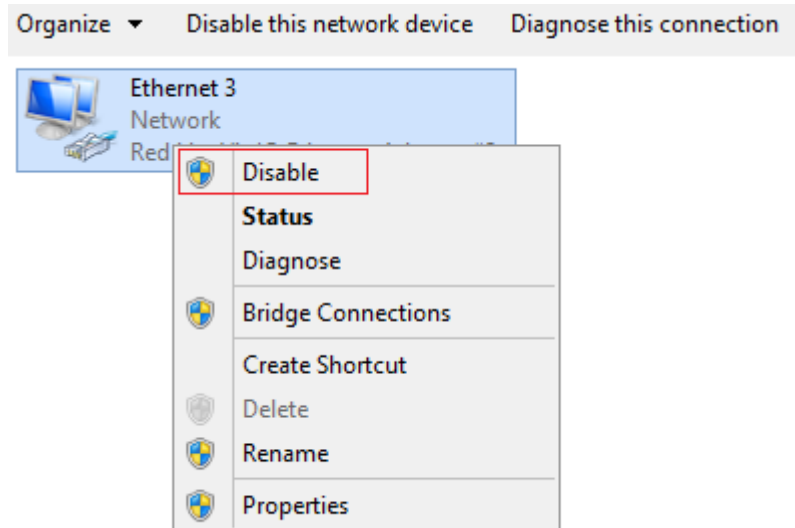 Organize Disable this network device Diagnose this connection
Ethernet 3
Network
Red
Disable
Status
Diagnose
Bridge Connections
Create Shortcut
Delete
Rename
Properties